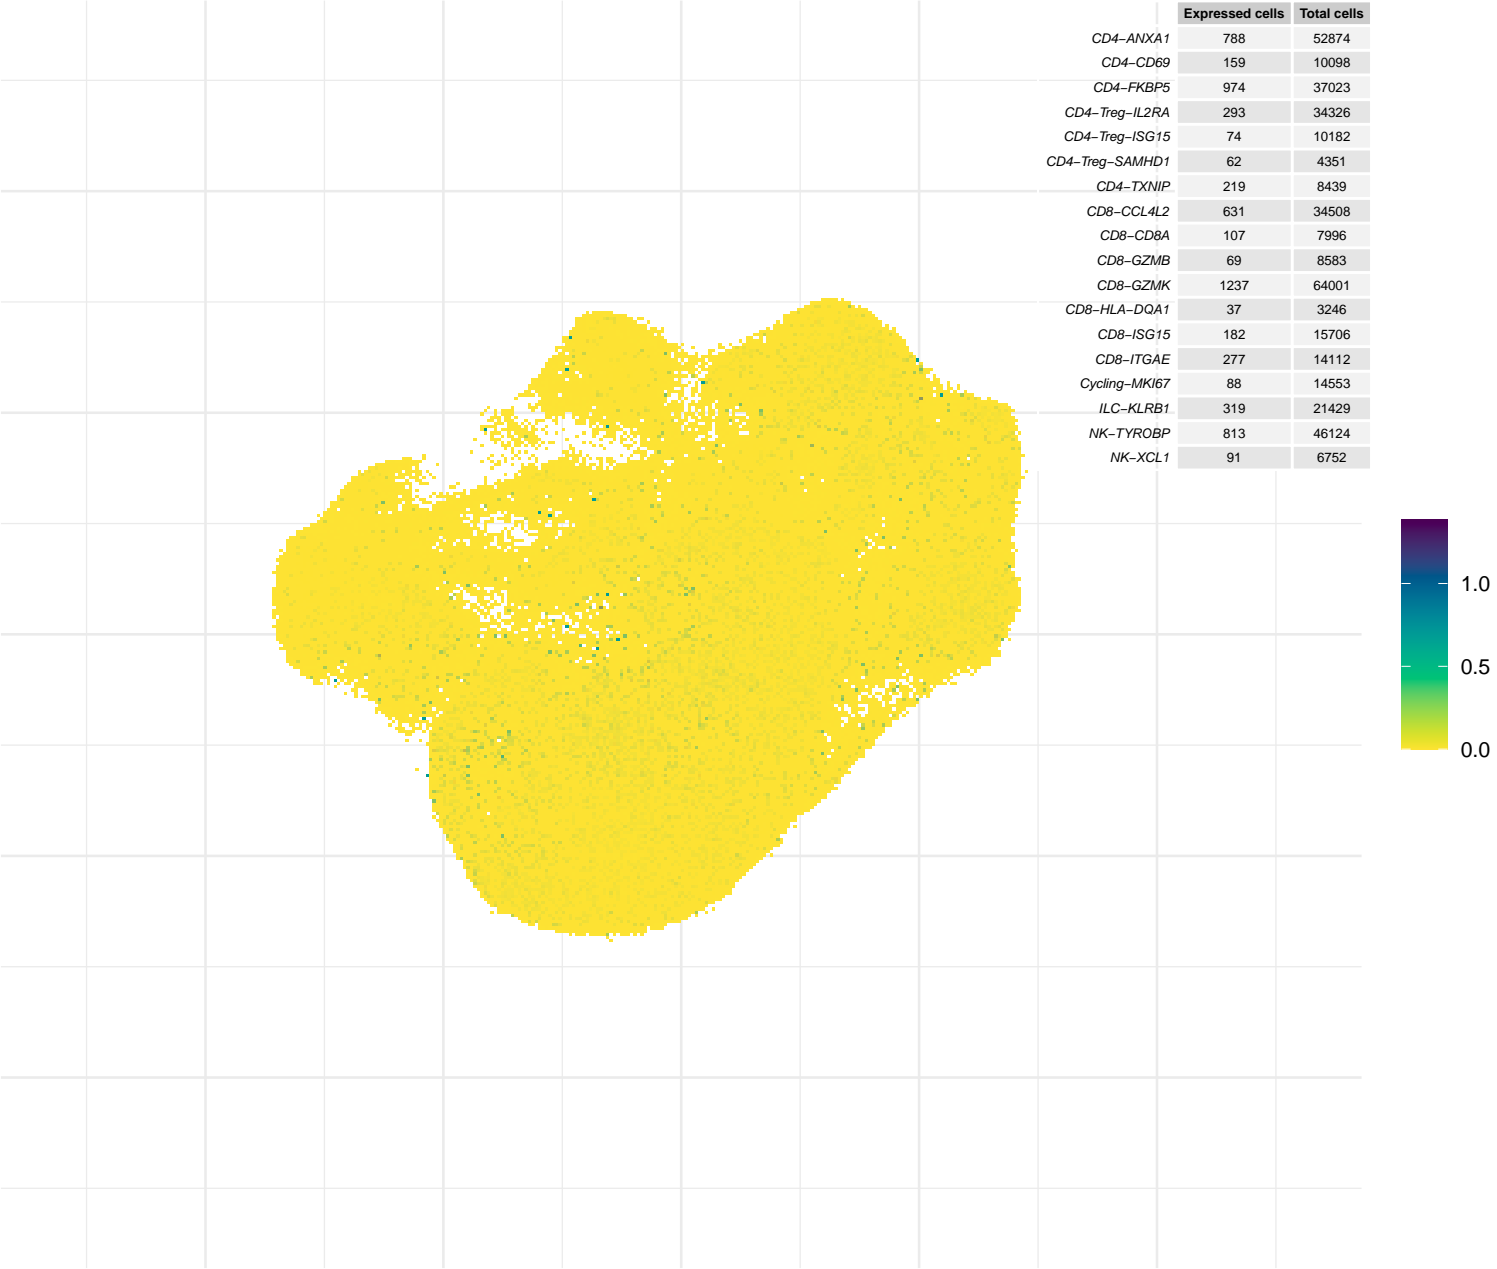 Expressed cells Total cells
CD4−ANXA1 788 52874
CD4−CD69 159 10098
CD4−FKBP5 974 37023
CD4−Treg−IL2RA 293 34326
CD4−Treg−ISG15 74 10182
CD4−Treg−SAMHD1 62 4351
CD4−TXNIP 219 8439
CD8−CCL4L2 631 34508
CD8−CD8A 107 7996
CD8−GZMB 69 8583
CD8−GZMK 1237 64001
CD8−HLA−DQA1 37 3246
CD8−ISG15 182 15706
CD8−ITGAE 277 14112
Cycling−MKI67 88 14553
ILC−KLRB1 319 21429
NK−TYROBP 813 46124
NK−XCL1 91 6752
1.0
0.5
0.0